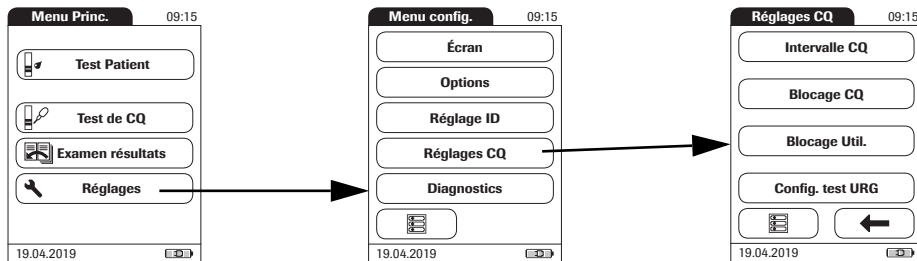 Menu Princ. 09:15
Test Patient
Test de CQ
Examen résultats
Réglages
19.04.2019
Menu config. 09:15
Écran
Options
Réglage ID
Réglages CQ
Diagnostics
19.04.2019
Réglages CQ 09:15
Intervalle CQ
Blocage CQ
Blocage Util.
Config. test URG
19.04.2019